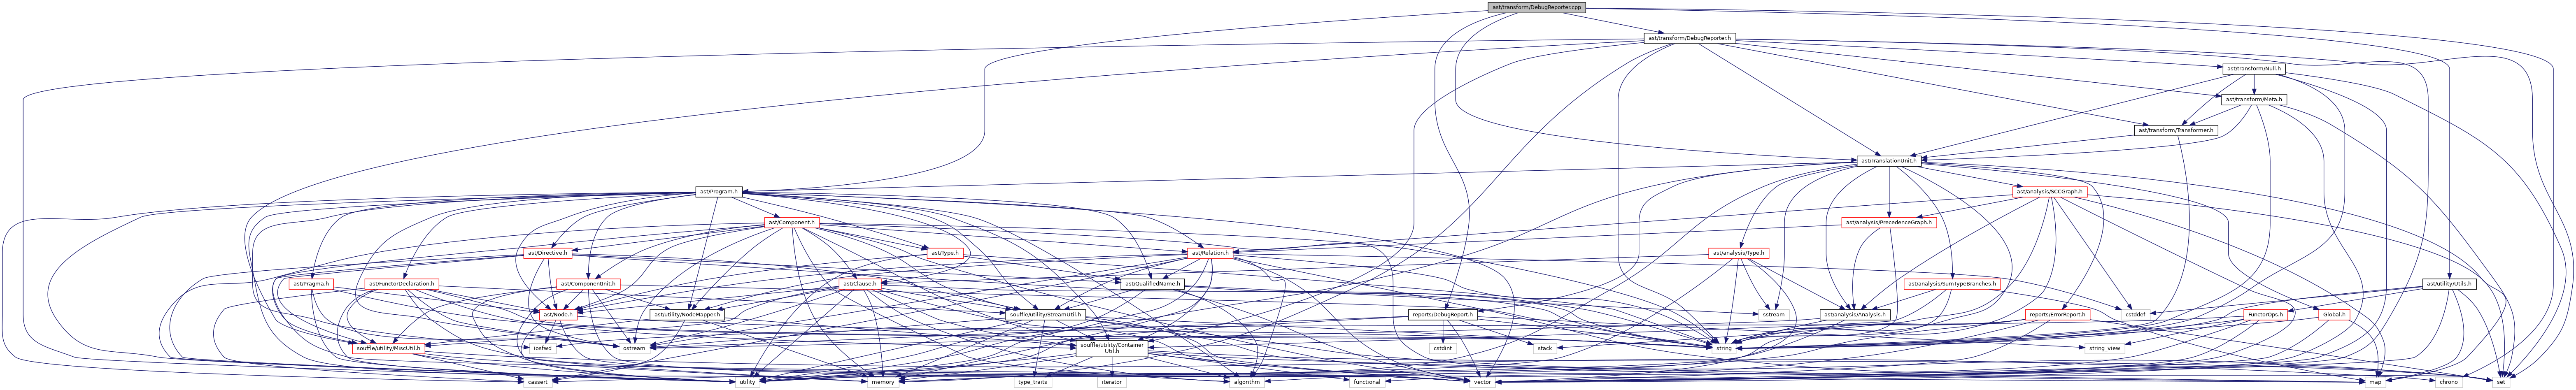 ast/transform/DebugReporter.cpp
ast/transform/DebugReporter.h
ast/transform/Null.h
ast/transform/Meta.h
ast/transform/Transformer.h
ast/TranslationUnit.h
ast/Program.h
ast/analysis/SCCGraph.h
ast/Component.h
ast/analysis/PrecedenceGraph.h
ast/Directive.h
ast/Type.h
ast/Relation.h
ast/analysis/Type.h
ast/Pragma.h
ast/FunctorDeclaration.h
ast/ComponentInit.h
ast/Clause.h
ast/QualifiedName.h
ast/analysis/SumTypeBranches.h
ast/utility/Utils.h
ast/Node.h
ast/utility/NodeMapper.h
souffle/utility/StreamUtil.h
reports/DebugReport.h
sstream
ast/analysis/Analysis.h
reports/ErrorReport.h
cstddef
FunctorOps.h
Global.h
souffle/utility/MiscUtil.h
iosfwd
ostream
souffle/utility/Container
Util.h
cstdint
stack
string
string_view
cassert
utility
memory
type_traits
iterator
algorithm
functional
vector
map
chrono
set